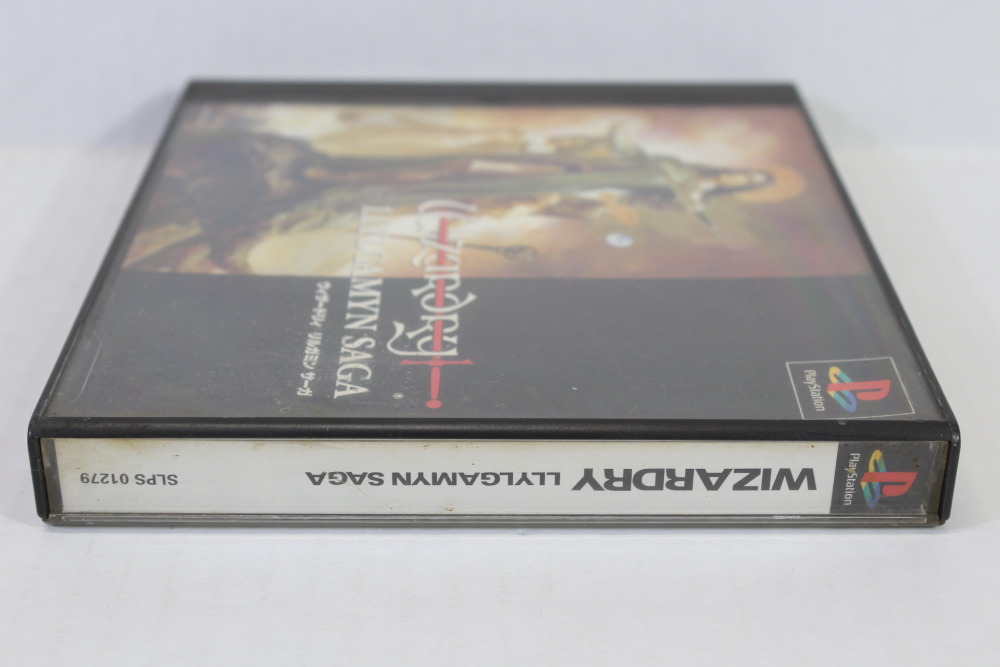 Wizardry
LLYLGAMYN SAGA
ウィザードリィ リルガミン サーガ
®
PlayStation
PlayStation
WIZARDRY LLYLGAMYN SAGA
SLPS 01279